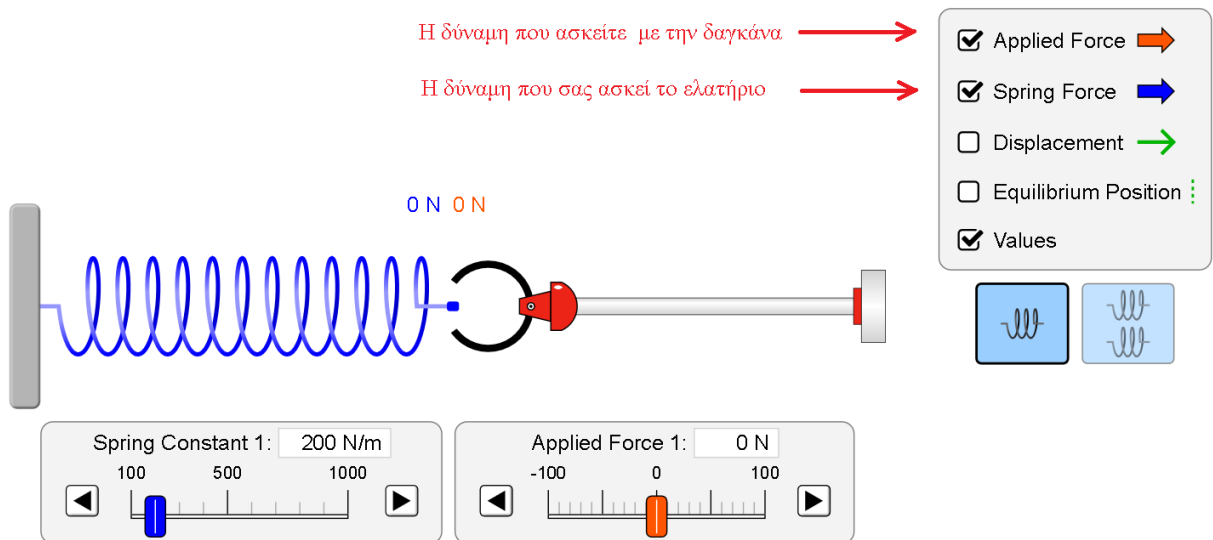 Η δύναμη που ασκείτε με την δαγκάνα
Applied Force
Η δύναμη που σας ασκεί το ελατήριο
Spring Force
Displacement
Equilibrium Position
Values
0 N 0 N
Spring Constant 1: 200 N/m
100 500 1000
Applied Force 1: 0 N
-100 0 100